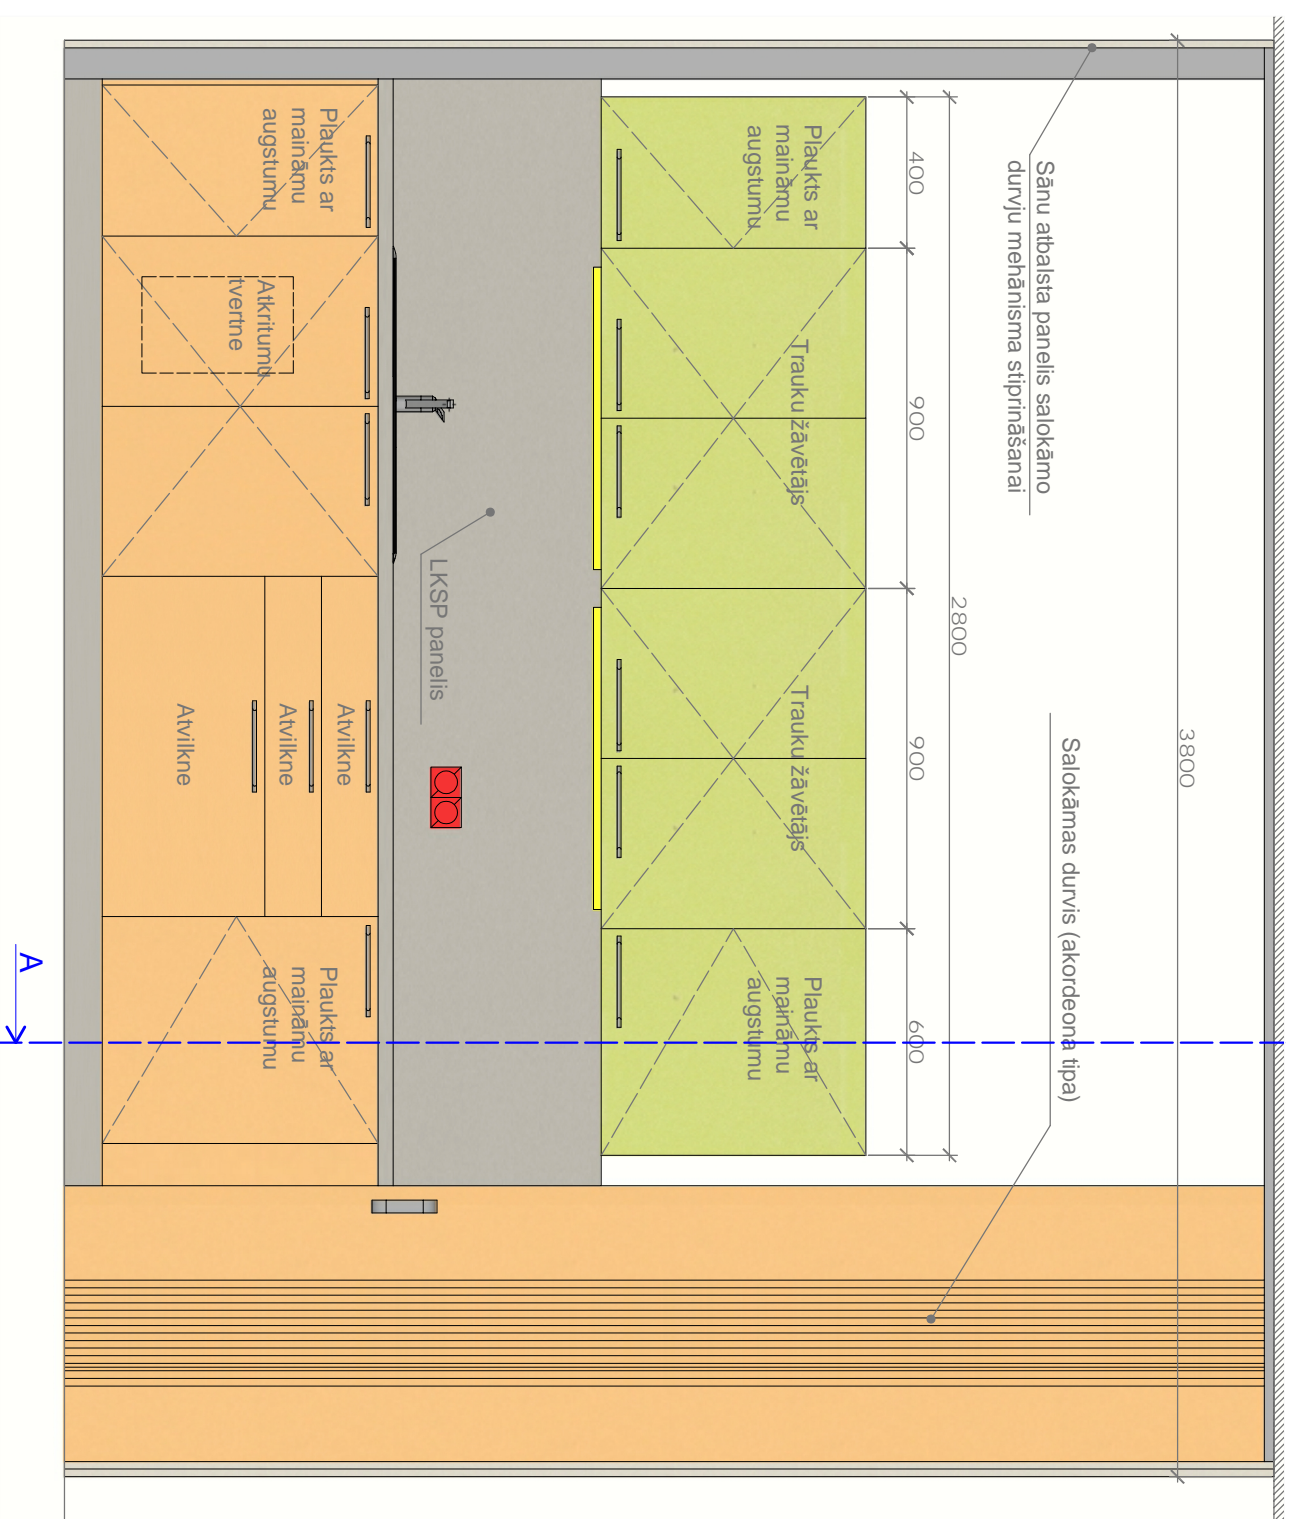 3800
Sānu atbalsta panelis salokāmo
durvju mehānisma stiprināšanai
Salokāmas durvis (akordeona tipa)
2800
400
900
900
600
Plaukts ar
maināmu
augstumu
Trauku žāvētājs
Trauku žāvētājs
Plaukts ar
maināmu
augstumu
LKSP panelis
Plaukts ar
maināmu
augstumu
Atkritumu
tvertne
Atvilkne
Atvilkne
Atvilkne
Plaukts ar
maināmu
augstumu
A